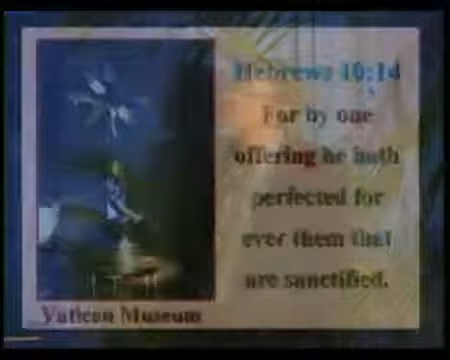 Hebrews 10:14
For by one
offering he hath
perfected for
ever them that
are sanctified.
Vatican Museum